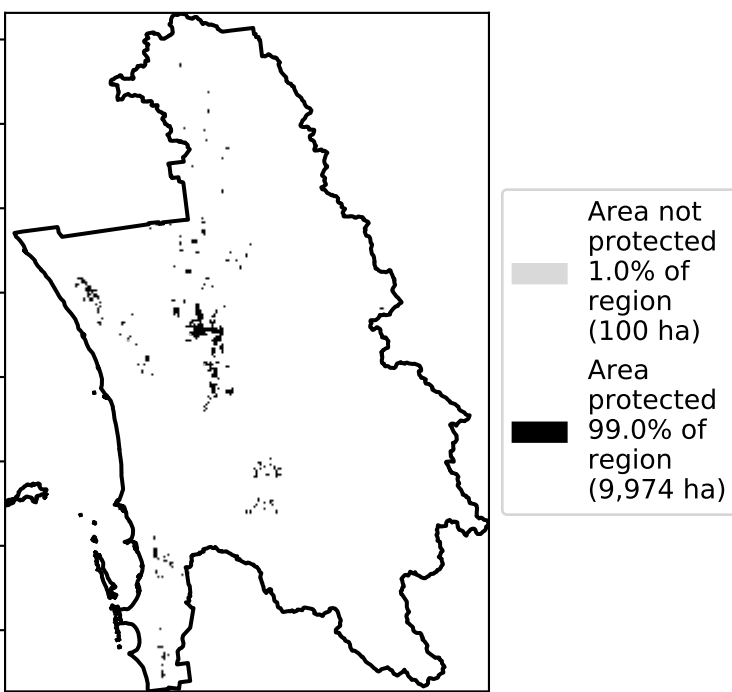 Area not
protected
1.0% of
region
(100 ha)
Area
protected
99.0% of
region
(9,974 ha)